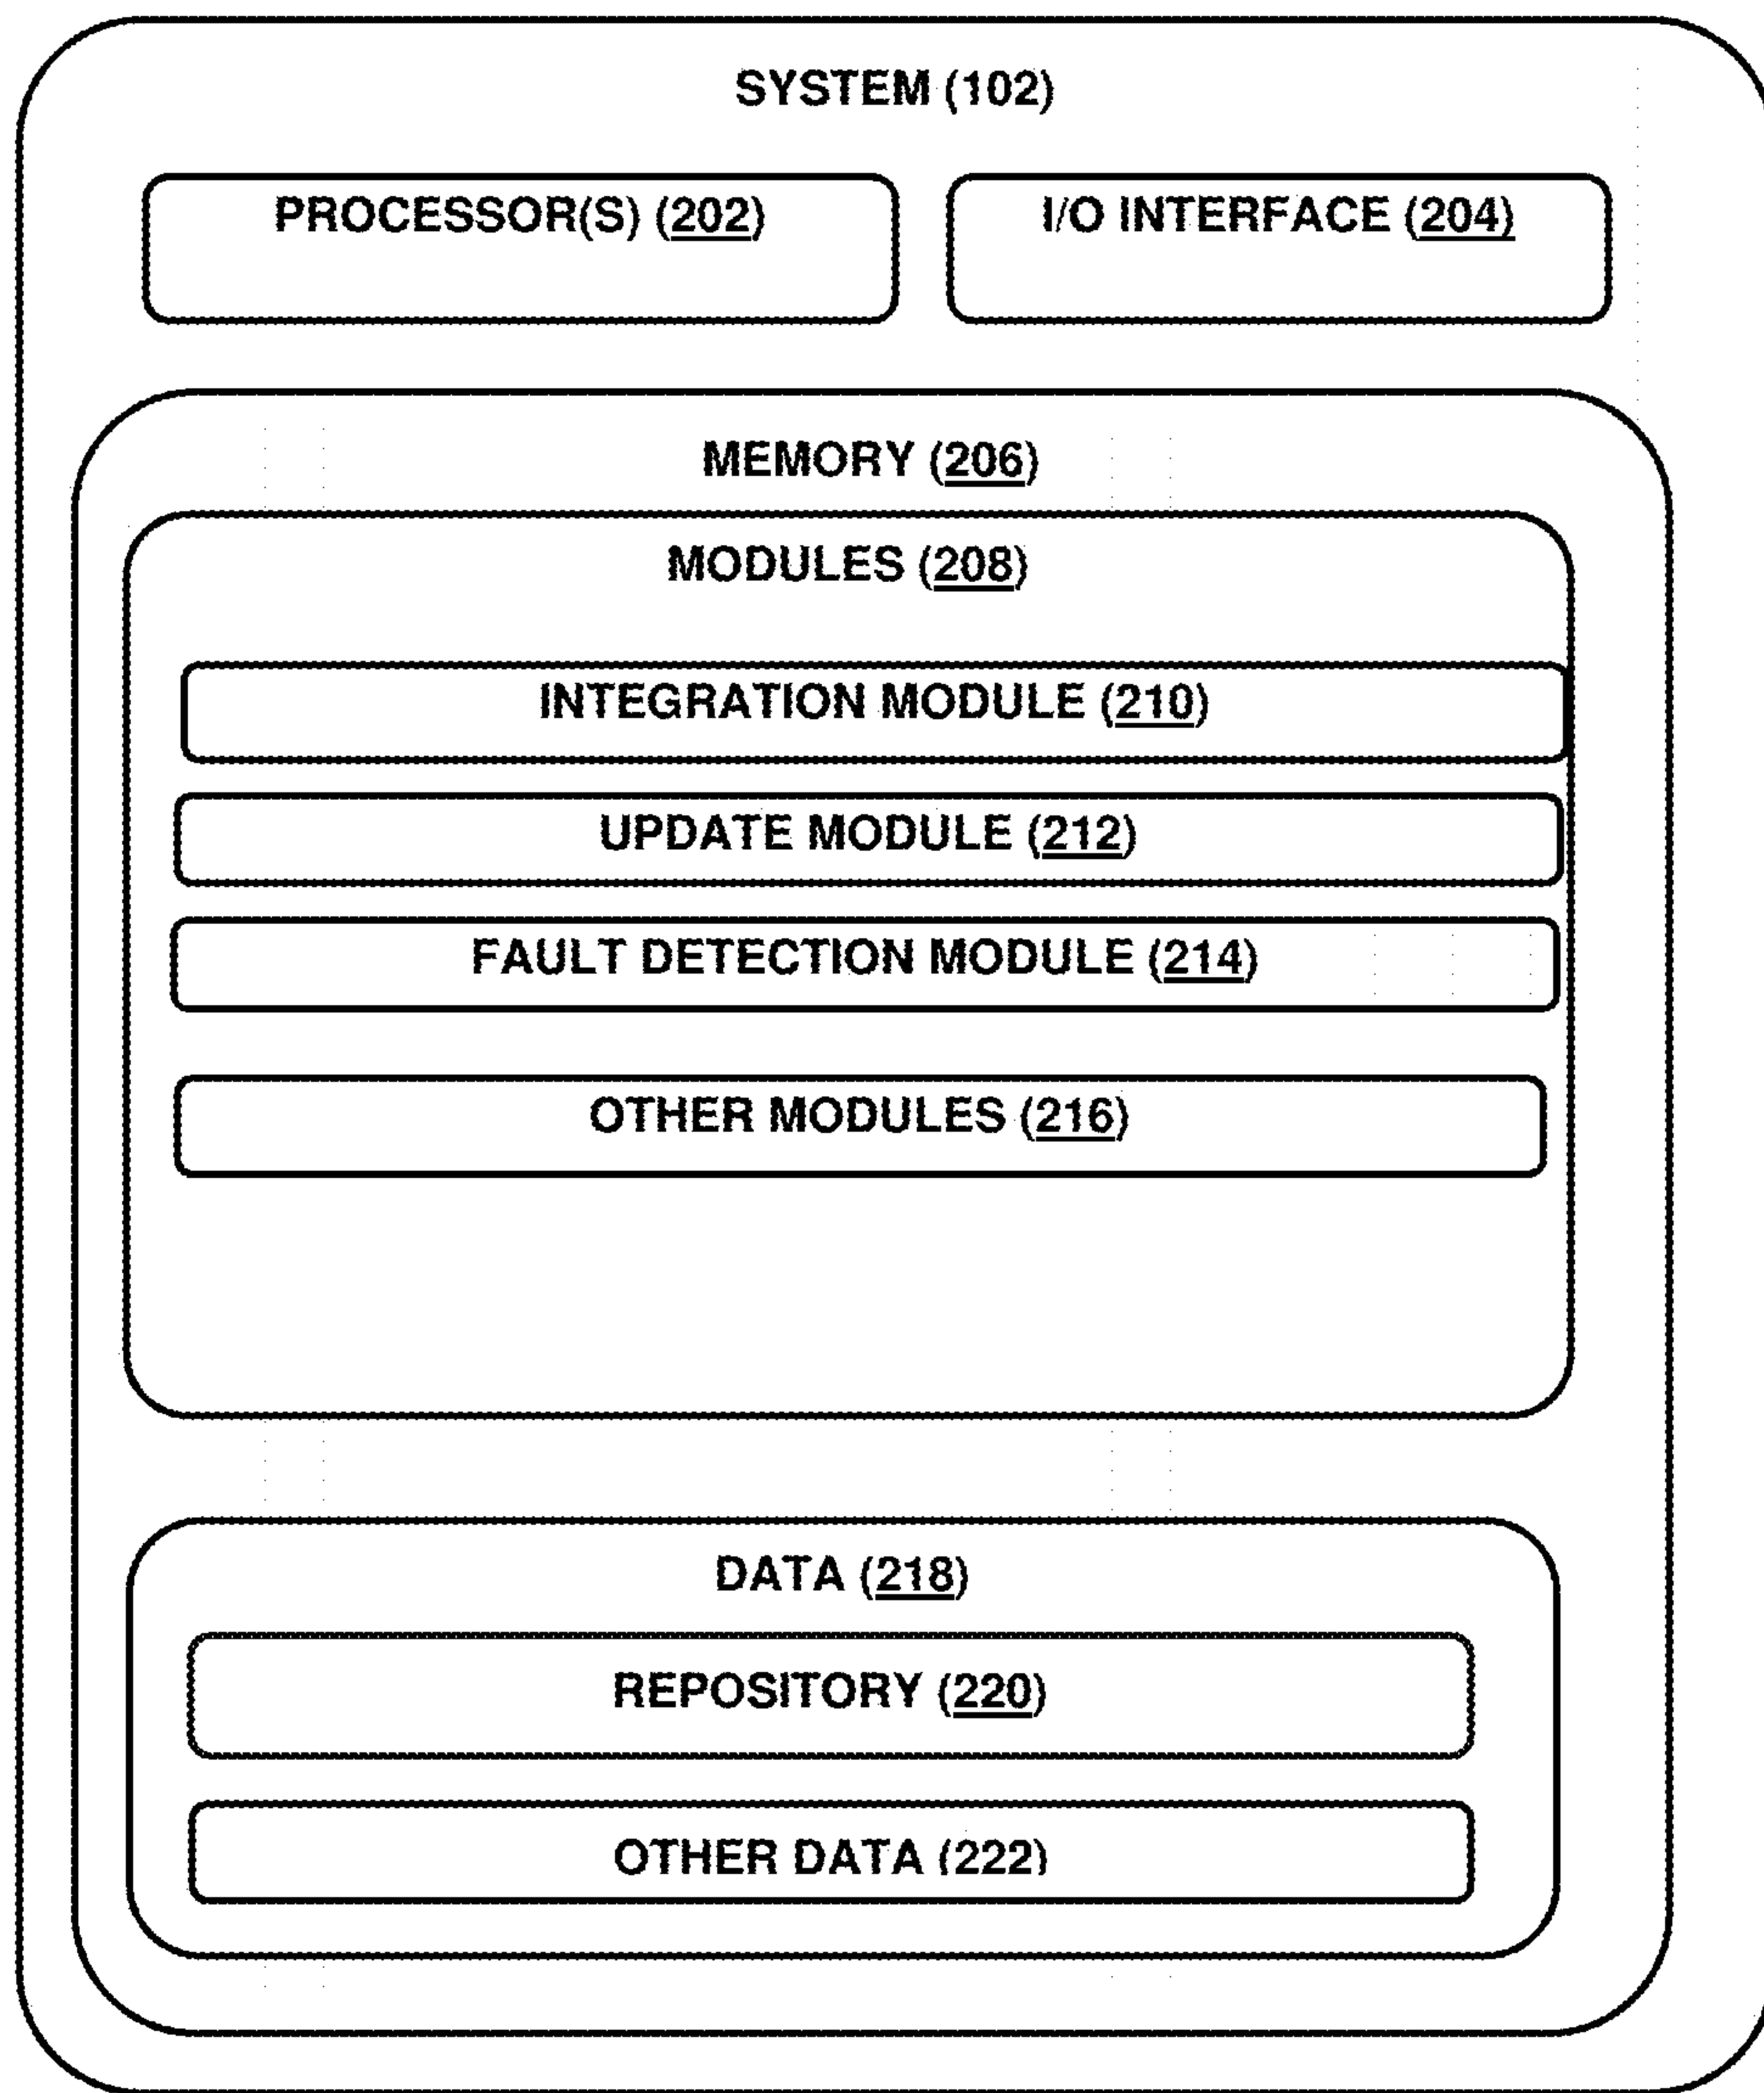 SYSTEM (102)
PROCESSOR(S) (202)
I/O INTERFACE (204)
MEMORY (206)
MODULES (208)
INTEGRATION MODULE (210)
UPDATE MODULE (212)
FAULT DETECTION MODULE (214)
OTHER MODULES (216)
DATA (218)
REPOSITORY (220)
OTHER DATA (222)